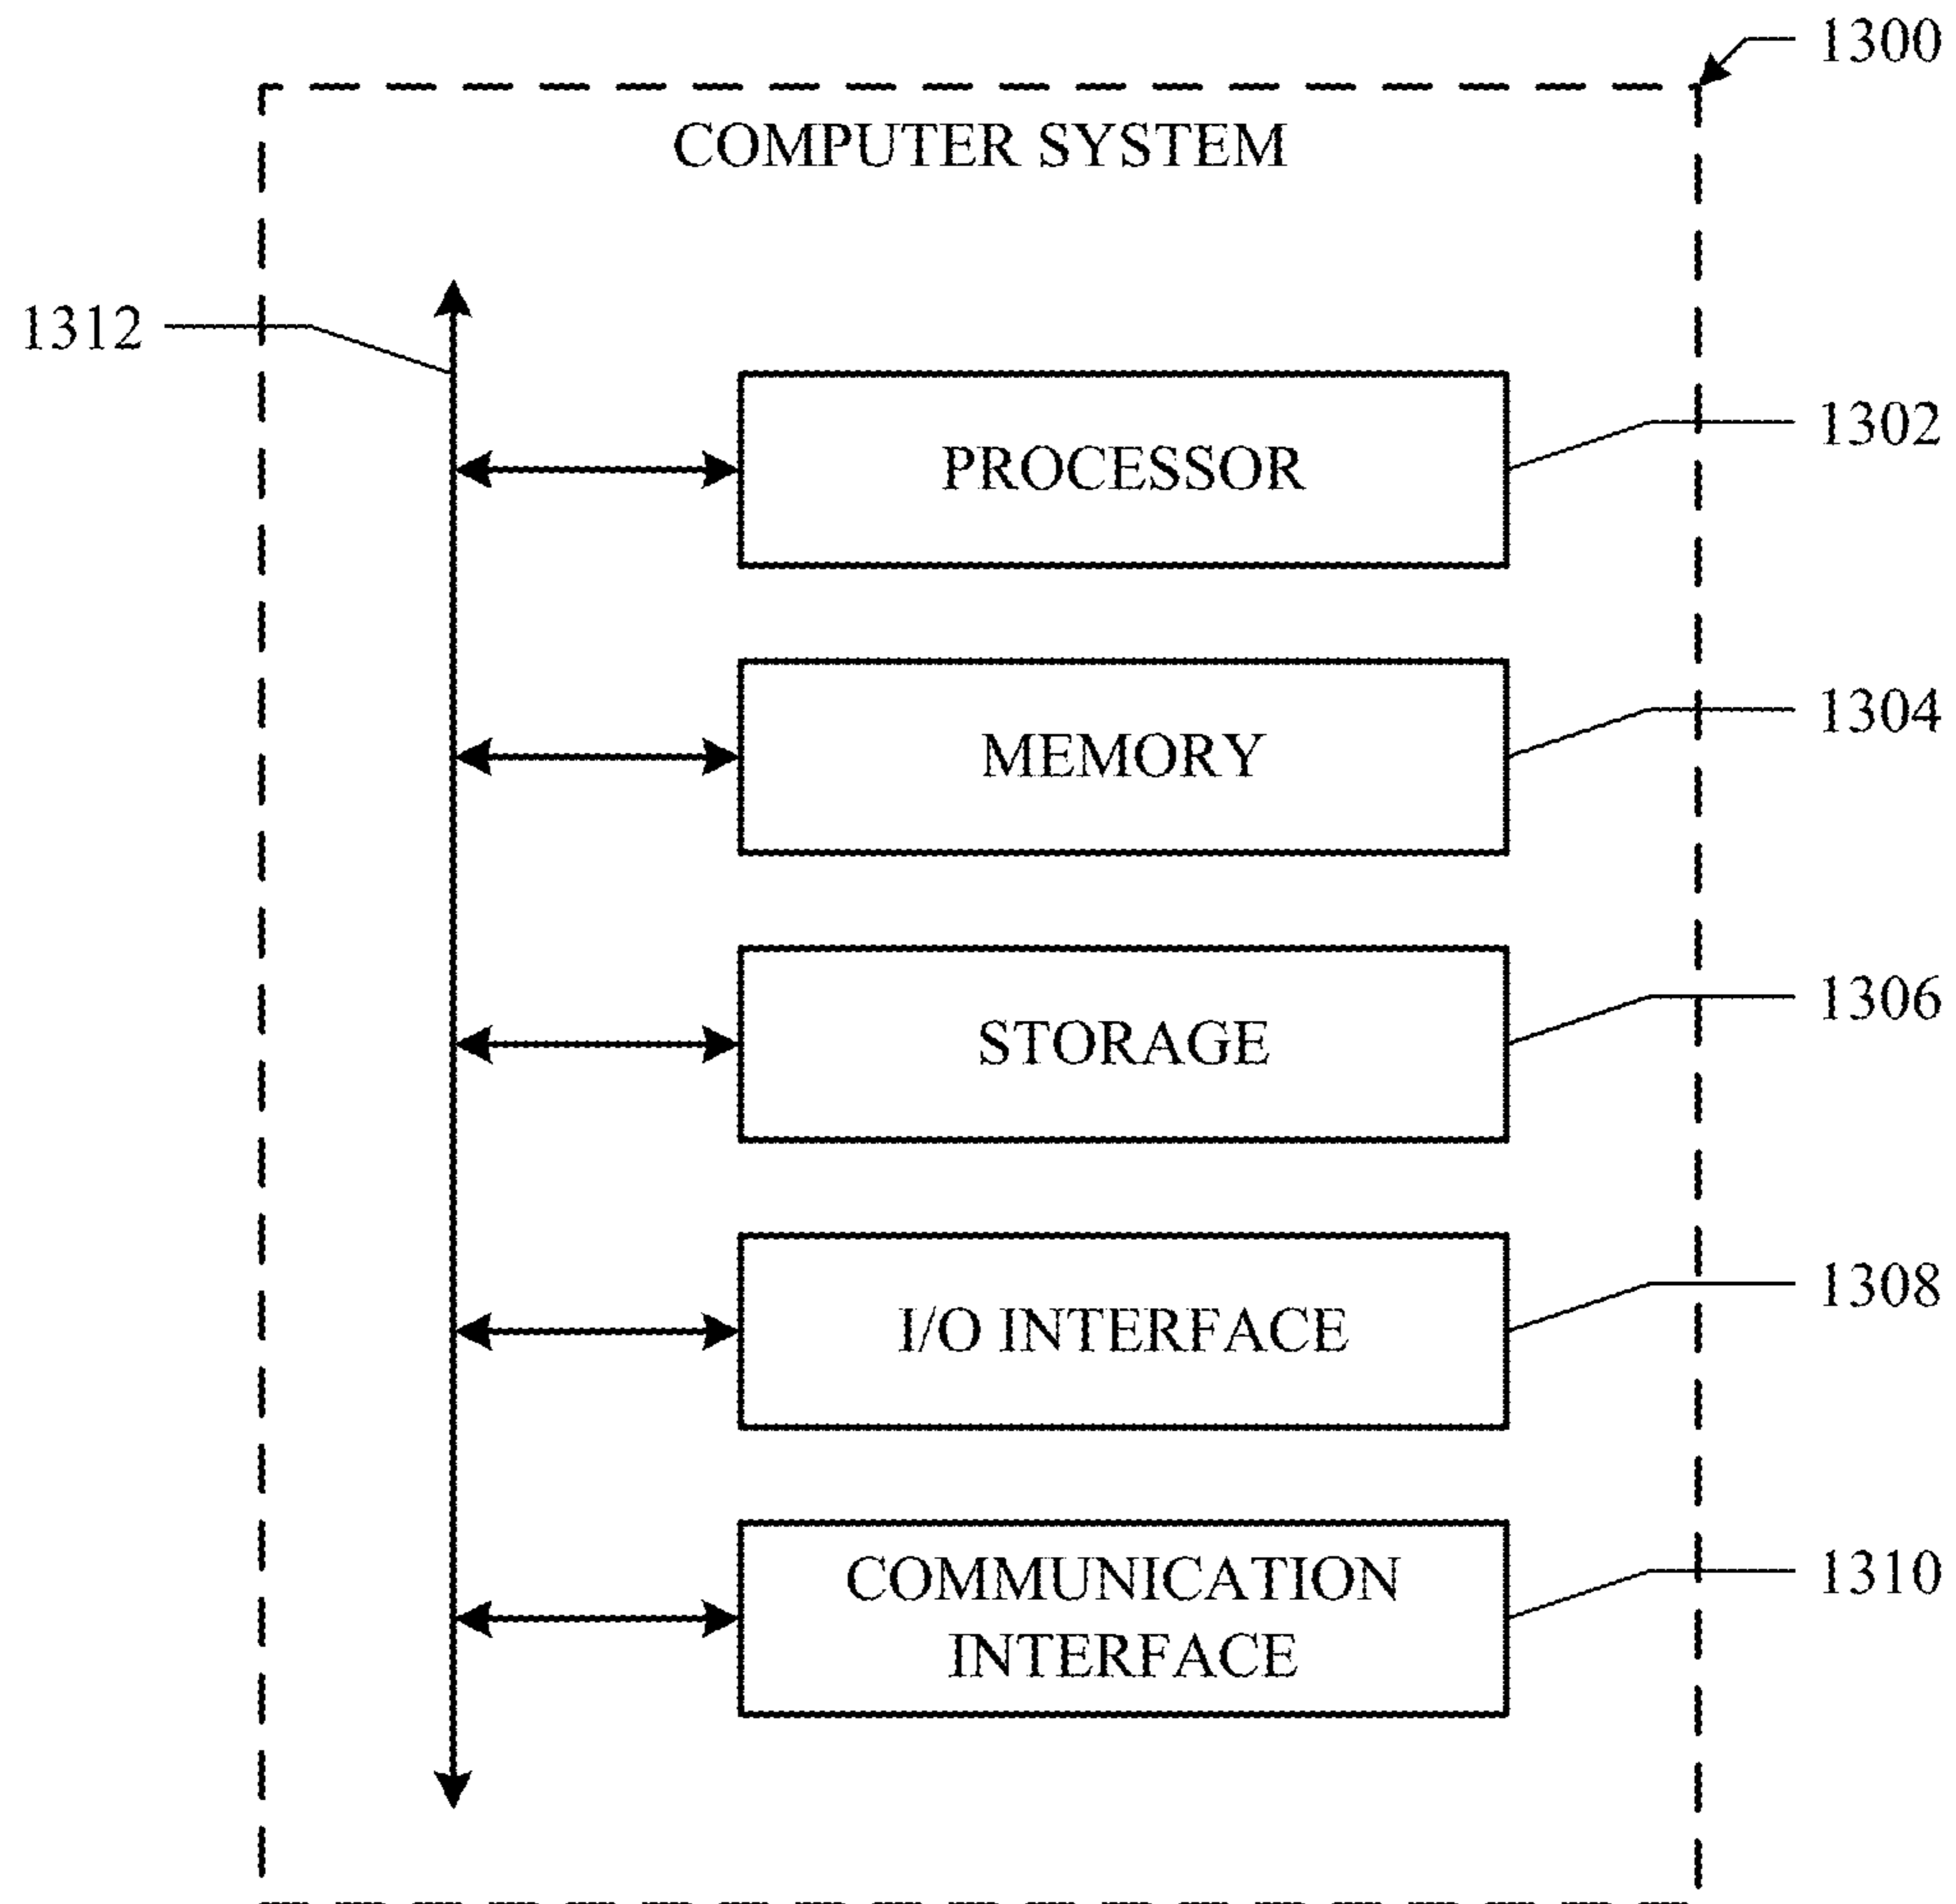 1300
COMPUTER SYSTEM
1312
PROCESSOR
1302
MEMORY
1304
STORAGE
1306
I/O INTERFACE
1308
COMMUNICATION
INTERFACE
1310